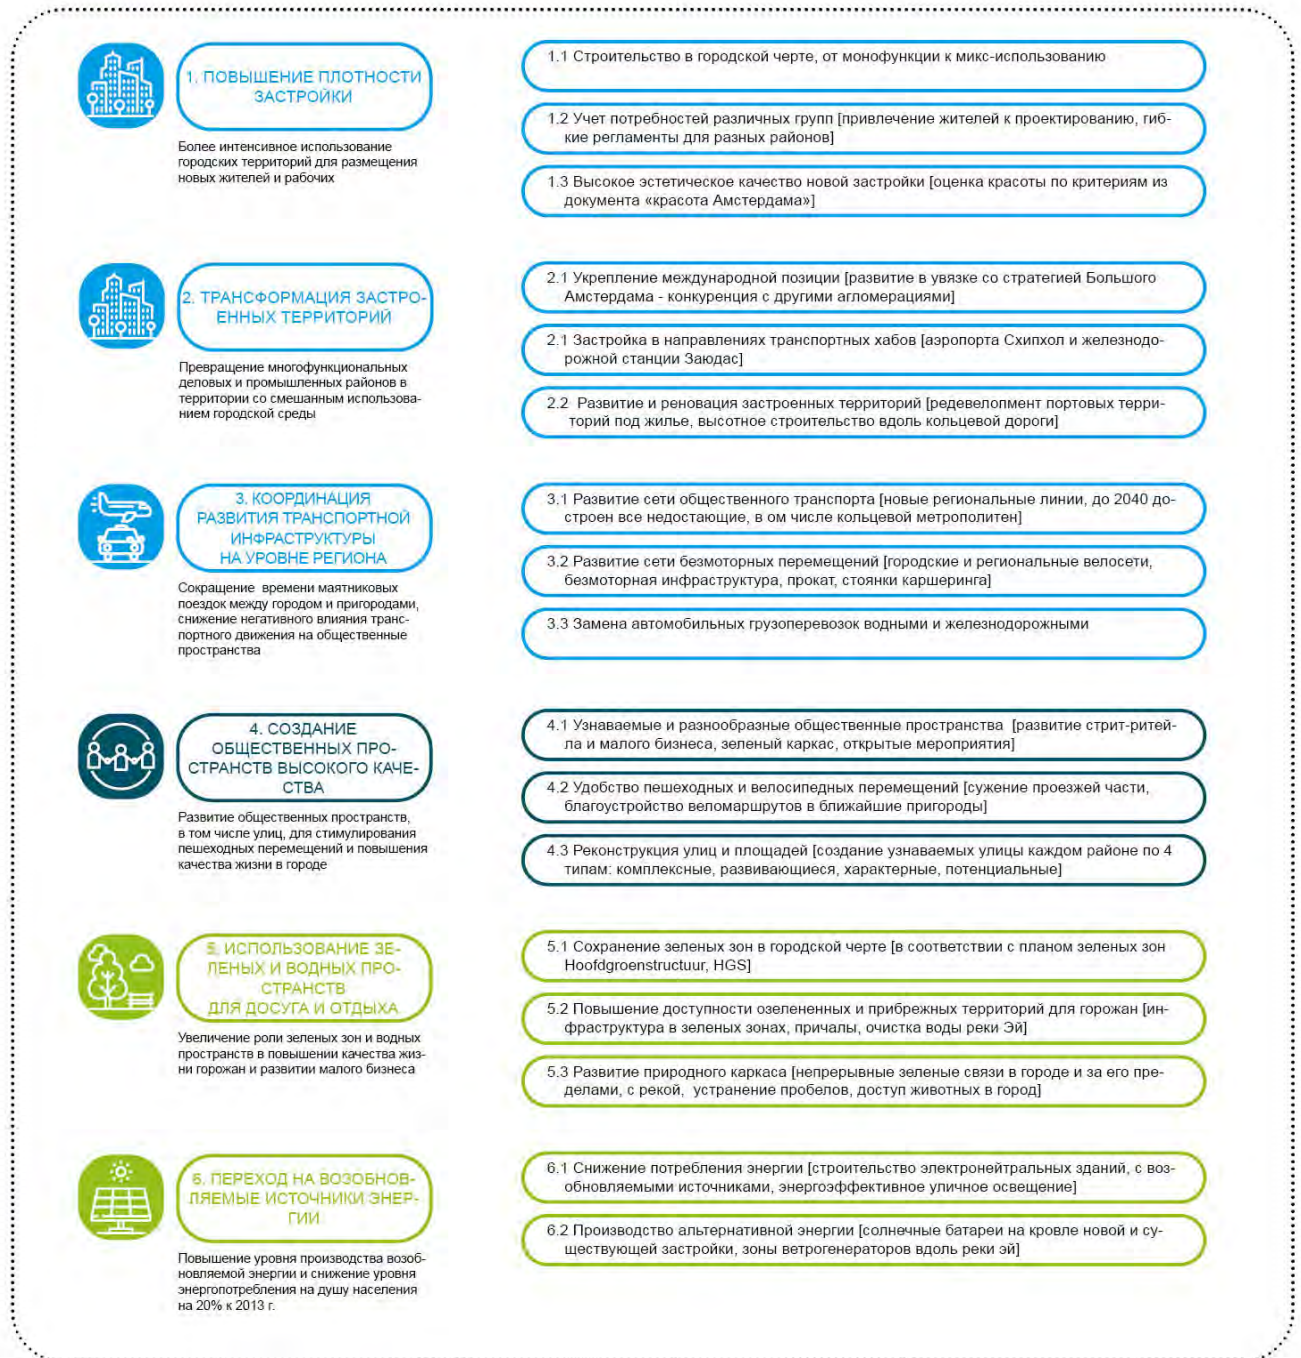 1. ПОВЫШЕНИЕ ПЛОТНОСТИ
ЗАСТРОЙКИ
Более интенсивное использование
городских территорий для размещения
новых жителей и рабочих
1.1 Строительство в городской черте, от монофункции к микс-использованию
1.2 Учет потребностей различных групп [привлечение жителей к проектированию, гиб-
кие регламенты для разных районов]
1.3 Высокое эстетическое качество новой застройки [оценка красоты по критериям из
документа «красота Амстердама»]
2. ТРАНСФОРМАЦИЯ ЗАСТРО-
ЕННЫХ ТЕРРИТОРИЙ
Превращение многофункциональных
деловых и промышленных районов в
территории со смешанным использова-
нием городской среды
2.1 Укрепление международной позиции [развитие в увязке со стратегией Большого
Амстердама - конкуренция с другими агломерациями]
2.1 Застройка в направлениях транспортных хабов [аэропорта Схипхол и железнодо-
рожной станции Заюдас]
2.2 Развитие и реновация застроенных территорий [редевелопмент портовых терри-
торий под жилье, высотное строительство вдоль кольцевой дороги]
3. КООРДИНАЦИЯ
РАЗВИТИЯ ТРАНСПОРТНОЙ
ИНФРАСТРУКТУРЫ
НА УРОВНЕ РЕГИОНА
Сокращение времени маятниковых
поездок между городом и пригородами,
снижение негативного влияния транс-
портного движения на общественные
пространства
3.1 Развитие сети общественного транспорта [новые региональные линии, до 2040 до-
строен все недостающие, в ом числе кольцевой метрополитен]
3.2 Развитие сети безмоторных перемещений [городские и региональные велосети,
безмоторная инфраструктура, прокат, стоянки каршеринга]
3.3 Замена автомобильных грузоперевозок водными и железнодорожными
4. СОЗДАНИЕ
ОБЩЕСТВЕННЫХ ПРО-
СТРАНСТВ ВЫСОКОГО КАЧЕ-
СТВА
Развитие общественных пространств,
в том числе улиц, для стимулирования
пешеходных перемещений и повышения
качества жизни в городе
4.1 Узнаваемые и разнообразные общественные пространства [развитие стрит-ритей-
ла и малого бизнеса, зеленый каркас, открытые мероприятия]
4.2 Удобство пешеходных и велосипедных перемещений [сужение проезжей части,
благоустройство веломаршрутов в ближайшие пригороды]
4.3 Реконструкция улиц и площадей [создание узнаваемых улицы каждом районе по 4
типам: комплексные, развивающиеся, характерные, потенциальные]
5. ИСПОЛЬЗОВАНИЕ ЗЕ-
ЛЕНЫХ И ВОДНЫХ ПРО-
СТРАНСТВ
ДЛЯ ДОСУГА И ОТДЫХА
Увеличение роли зеленых зон и водных
пространств в повышении качества жиз-
ни горожан и развитии малого бизнеса
5.1 Сохранение зеленых зон в городской черте [в соответствии с планом зеленых зон
Hoofdgroenstructuur, HGS]
5.2 Повышение доступности озелененных и прибрежных территорий для горожан [ин-
фраструктура в зеленых зонах, причалы, очистка воды реки Эй]
5.3 Развитие природного каркаса [непрерывные зеленые связи в городе и за его пре-
делами, с рекой, устранение пробелов, доступ животных в город]
6. ПЕРЕХОД НА ВОЗОБНОВ-
ЛЯЕМЫЕ ИСТОЧНИКИ ЭНЕР-
ГИИ
Повышение уровня производства возоб-
новляемой энергии и снижение уровня
энергопотребления на душу населения
на 20% к 2013 г.
6.1 Снижение потребления энергии [строительство электронейтральных зданий, с воз-
обновляемыми источниками, энергоэффективное уличное освещение]
6.2 Производство альтернативной энергии [солнечные батареи на кровле новой и су-
ществующей застройки, зоны ветрогенераторов вдоль реки эй]